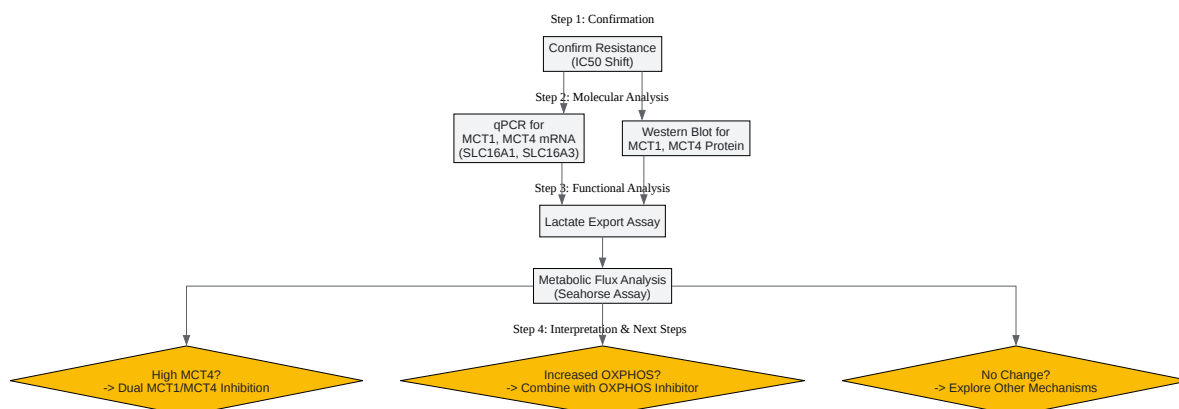 Step 1: Confirmation
Confirm Resistance
(IC50 Shift)
Step 2: Molecular Analysis
qPCR for
MCT1, MCT4 mRNA
(SLC16A1, SLC16A3)
Western Blot for
MCT1, MCT4 Protein
Step 3: Functional Analysis
Lactate Export Assay
Metabolic Flux Analysis
(Seahorse Assay)
Step 4: Interpretation & Next Steps
High MCT4?
-> Dual MCT1/MCT4 Inhibition
Increased OXPHOS?
-> Combine with OXPHOS Inhibitor
No Change?
-> Explore Other Mechanisms